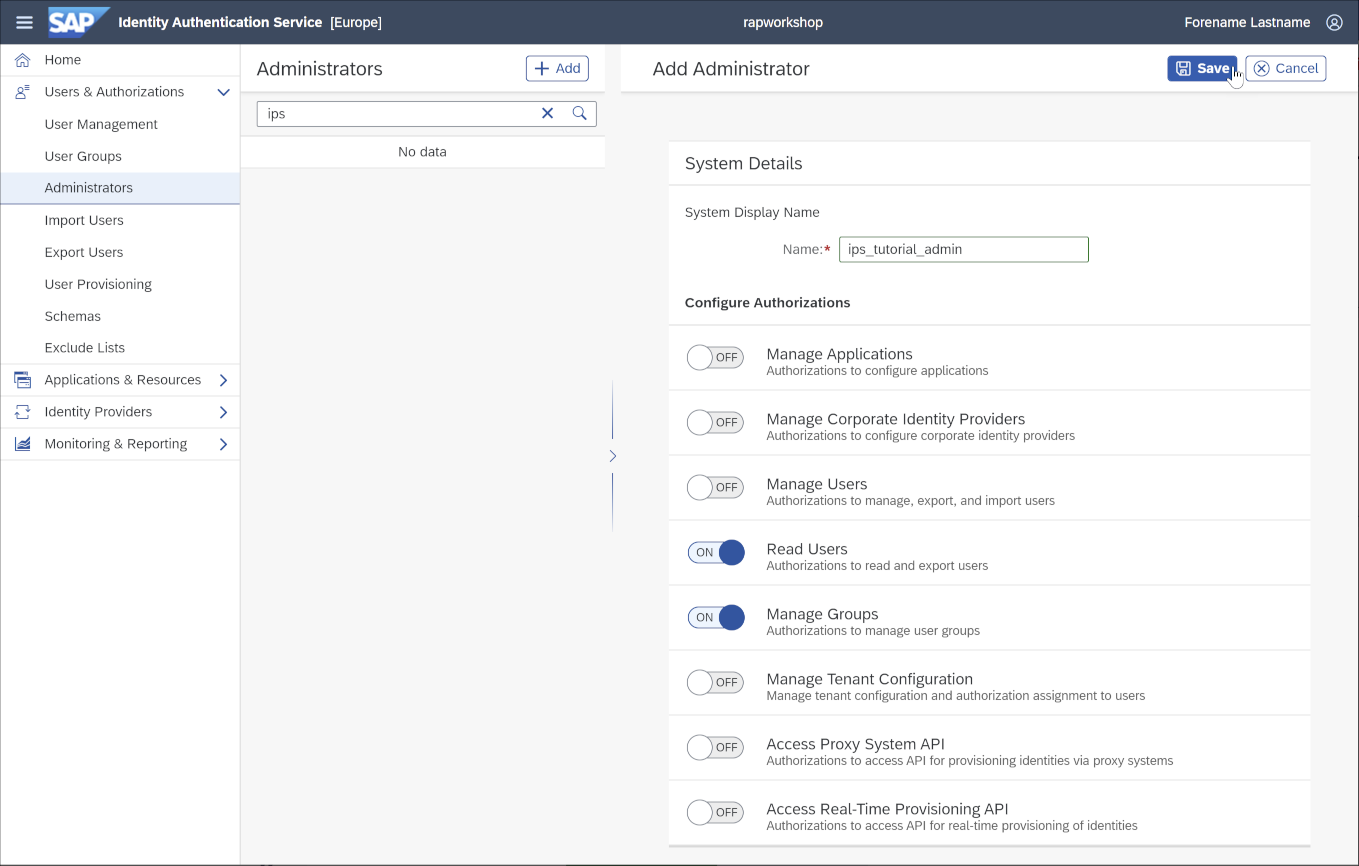 SAP Identity Authentication Service [Europe]
rapworkshop
Forename Lastname
Home
Users & Authorizations
User Management
User Groups
Administrators
Import Users
Export Users
User Provisioning
Schemas
Exclude Lists
Applications & Resources
Identity Providers
Monitoring & Reporting
Administrators
Add
ips
No data
Add Administrator
Save
Cancel
System Details
System Display Name
Name:* ips_tutorial_admin
Configure Authorizations
OFF Manage Applications
Authorizations to configure applications
OFF Manage Corporate Identity Providers
Authorizations to configure corporate identity providers
OFF Manage Users
Authorizations to manage, export, and import users
ON Read Users
Authorizations to read and export users
ON Manage Groups
Authorizations to manage user groups
OFF Manage Tenant Configuration
Manage tenant configuration and authorization assignment to users
OFF Access Proxy System API
Authorizations to access API for provisioning identities via proxy systems
OFF Access Real-Time Provisioning API
Authorizations to access API for real-time provisioning of identities